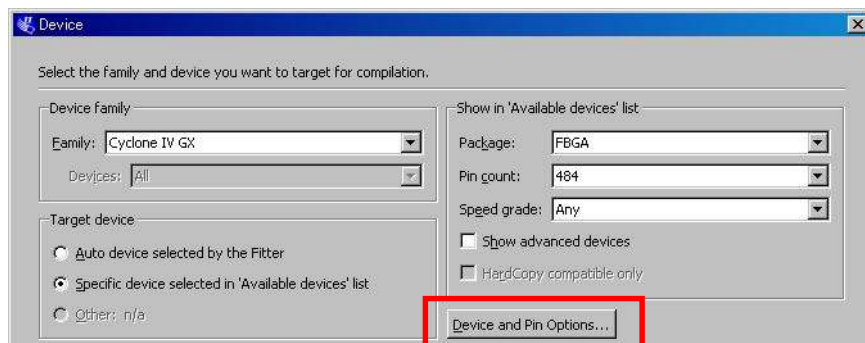 Device
Select the family and device you want to target for compilation.
Device family
Family: Cyclone IV GX
Devices: All
Target device
Auto device selected by the Fitter
Specific device selected in 'Available devices' list
Other: n/a
Show in 'Available devices' list
Package: FBGA
Pin count: 484
Speed grade: Any
Show advanced devices
HardCopy compatible only
Device and Pin Options...